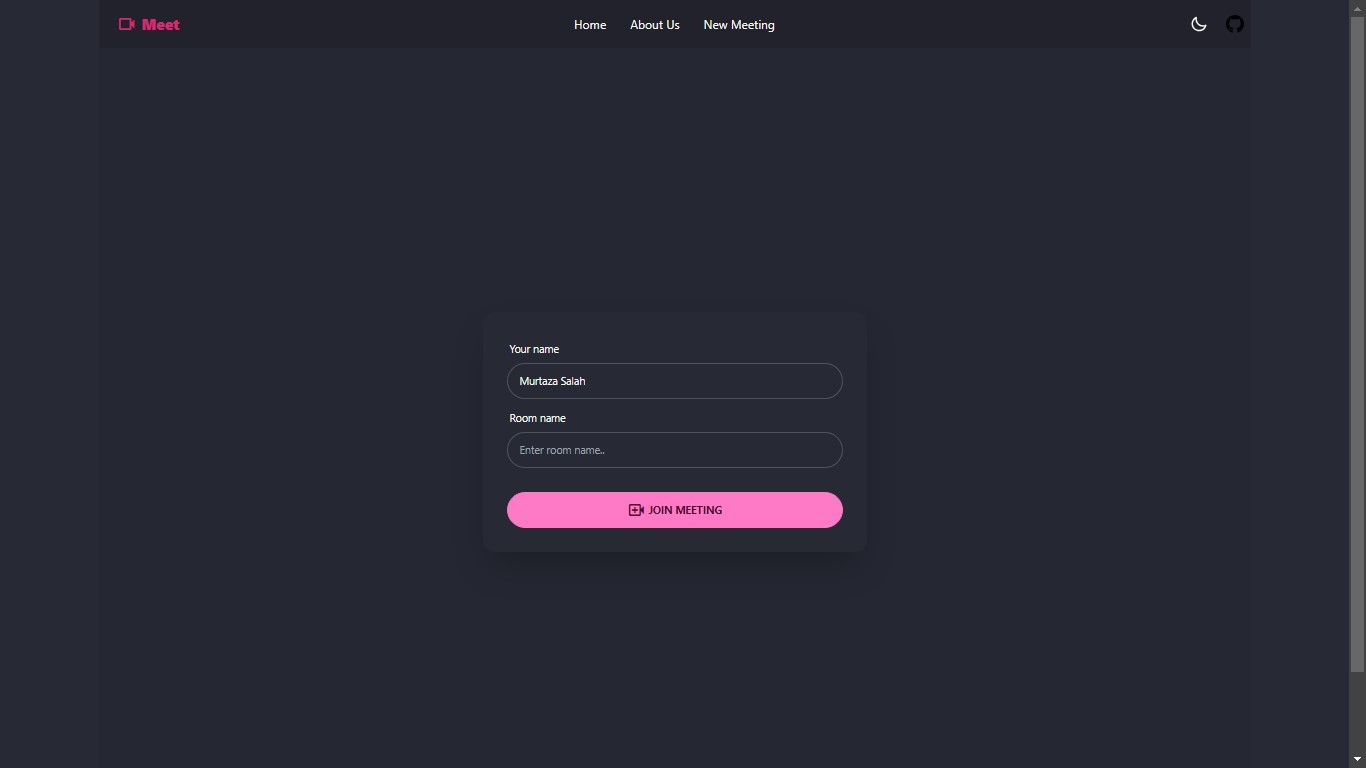 Meet
Home
About Us
New Meeting
Your name
Murtaza Salah
Room name
Enter room name..
JOIN MEETING